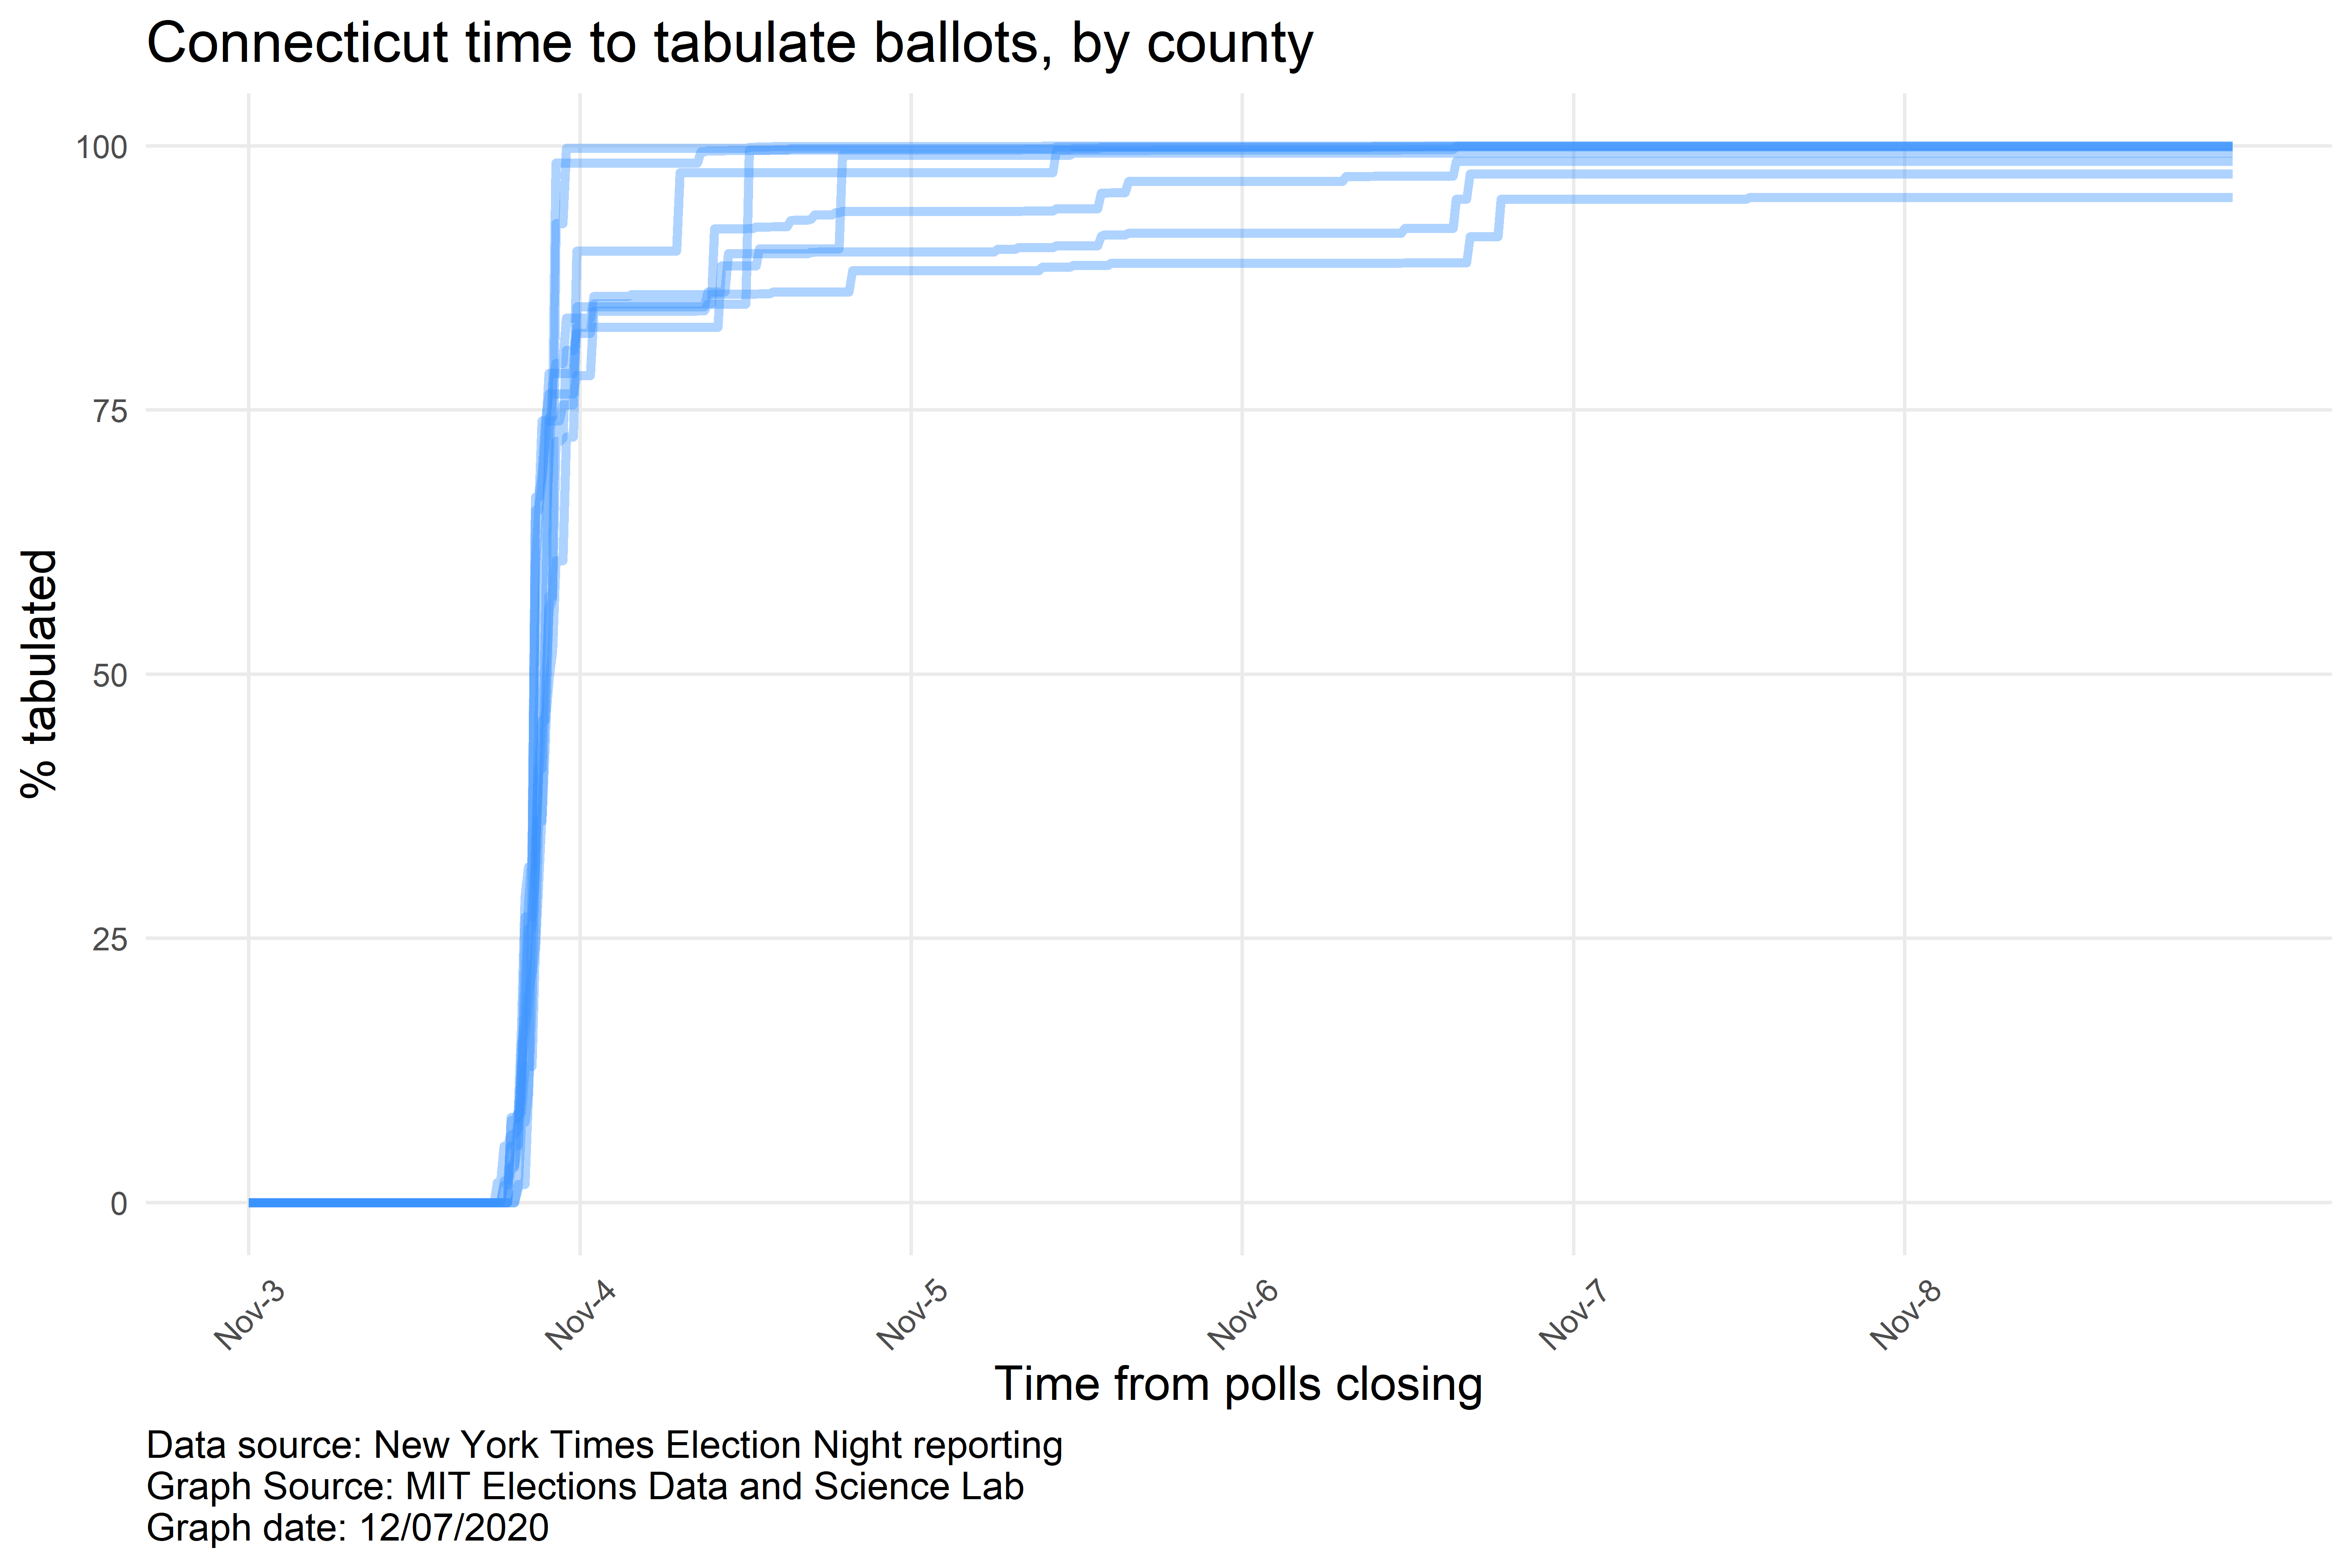 Connecticut time to tabulate ballots, by county
% tabulated
100
75
50
25
0
Nov-3
Nov-4
Nov-5
Nov-6
Nov-7
Nov-8
Time from polls closing
Data source: New York Times Election Night reporting
Graph Source: MIT Elections Data and Science Lab
Graph date: 12/07/2020